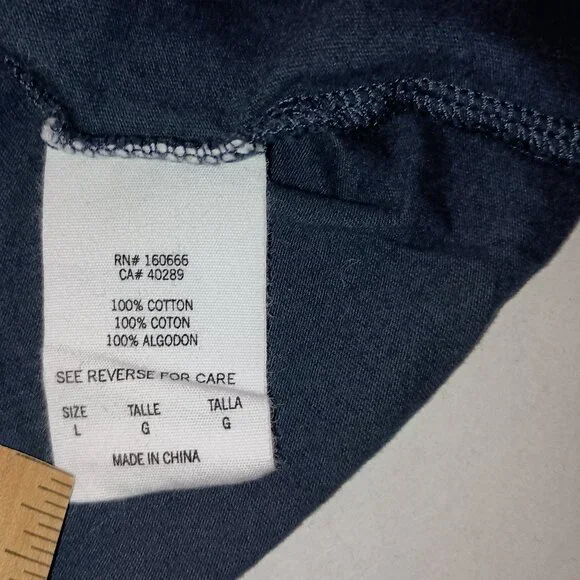 RN# 160666
CA# 40289
100% COTTON
100% COTON
100% ALGODON
SEE REVERSE FOR CARE
SIZE TALLE TALLA
L G G
MADE IN CHINA